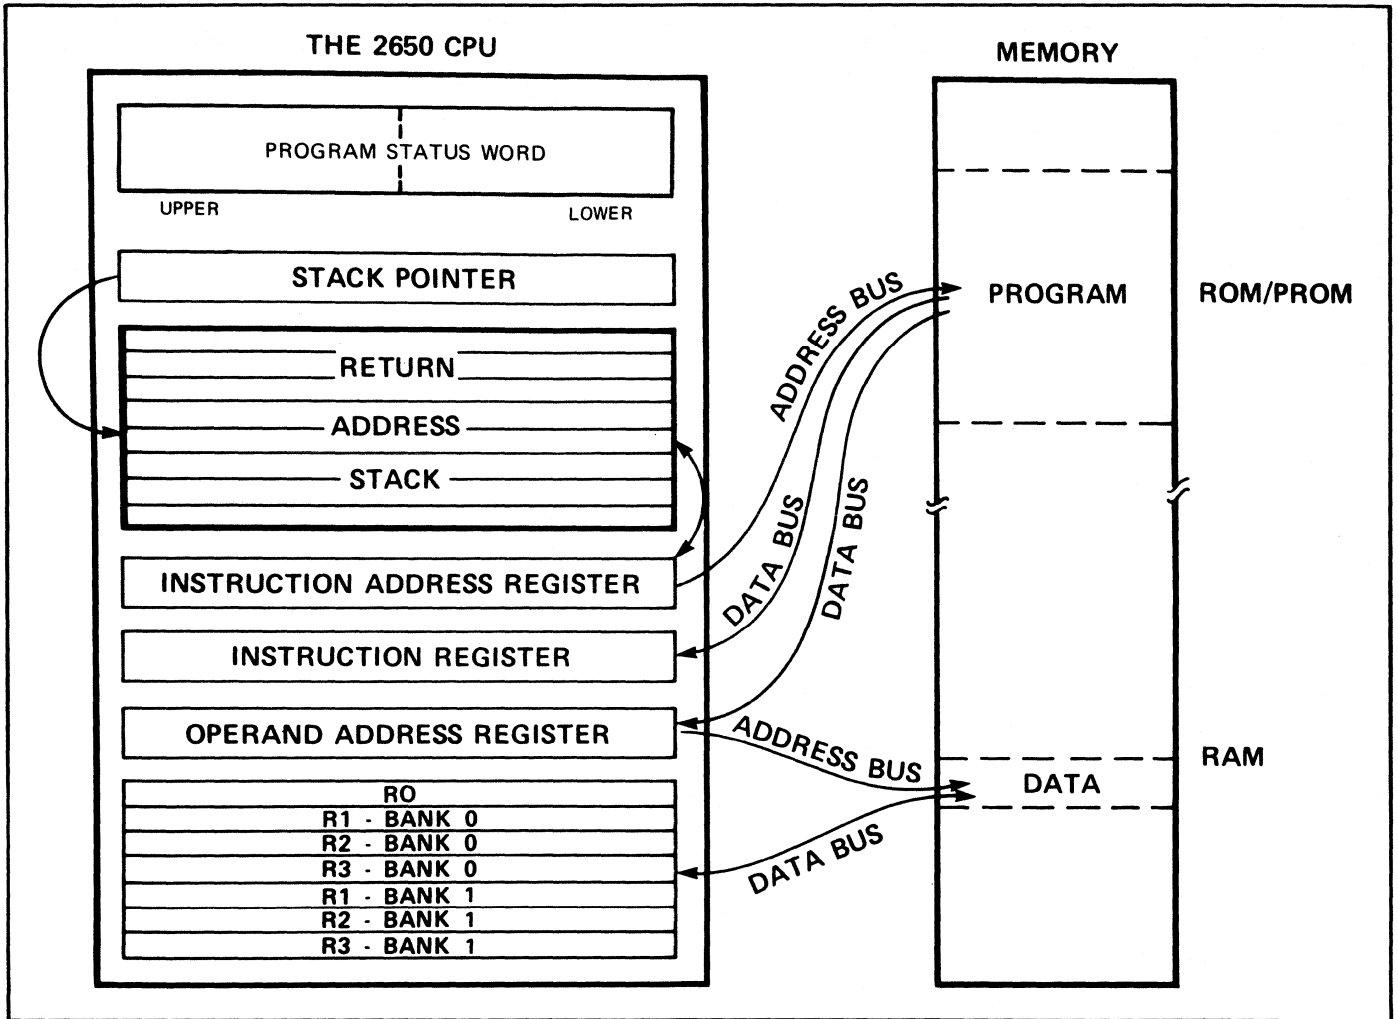 THE 2650 CPU
MEMORY
PROGRAM STATUS WORD
UPPER
LOWER
STACK POINTER
RETURN
ADDRESS
STACK
INSTRUCTION ADDRESS REGISTER
INSTRUCTION REGISTER
OPERAND ADDRESS REGISTER
RO
R1 - BANK 0
R2 - BANK 0
R3 - BANK 0
R1 - BANK 1
R2 - BANK 1
R3 - BANK 1
ADDRESS BUS
DATA BUS
DATA BUS
ADDRESS BUS
DATA BUS
PROGRAM
ROM/PROM
DATA
RAM